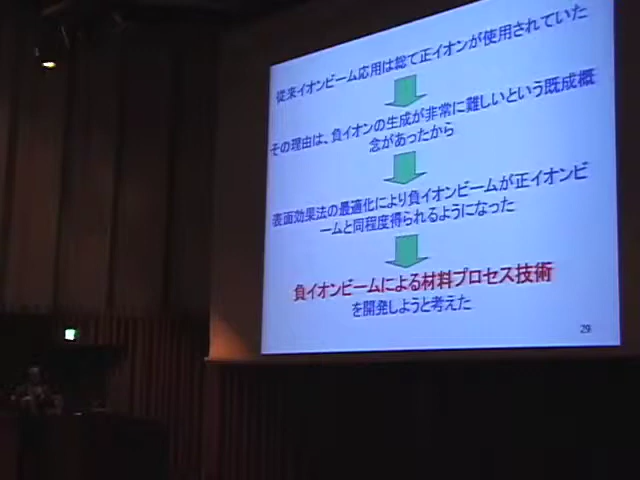 従来イオンビーム応用は総て正イオンが使用されていた
その理由は、負イオンの生成が非常に難しいという既成概
念があったから
表面効果法の最適化により負イオンビームが正イオンビ
ームと同程度得られるようになった
負イオンビームによる材料プロセス技術
を開発しようと考えた
29